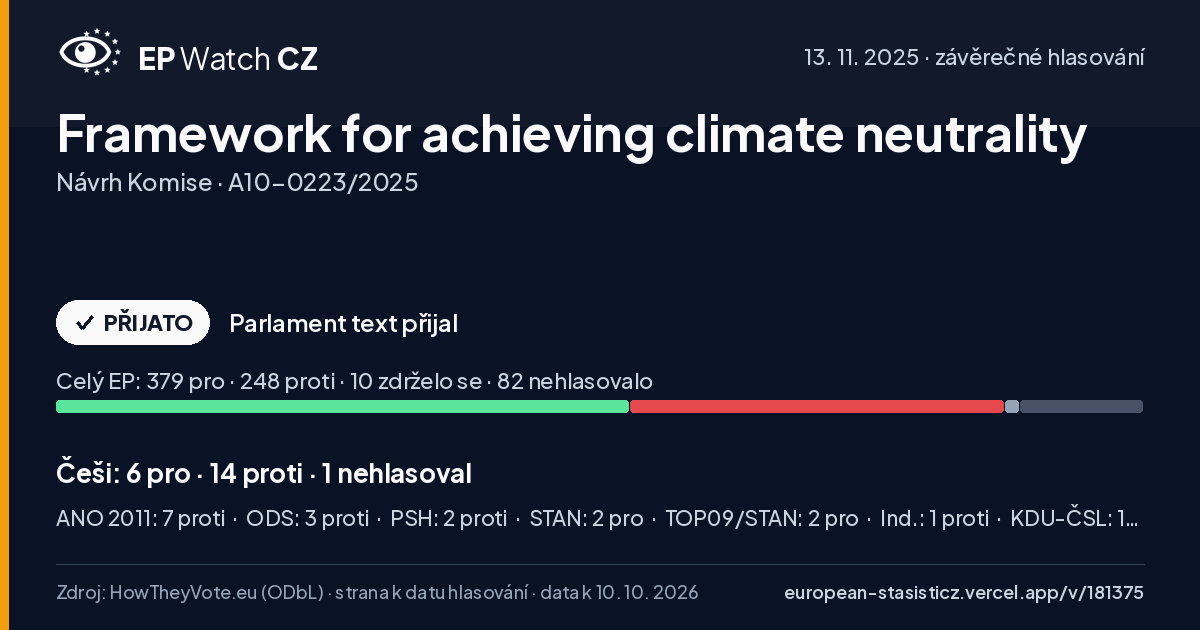 EP Watch CZ
13. 11. 2025 · závěrečné hlasování
Framework for achieving climate neutrality
Návrh Komise · A10-0223/2025
✓ PŘIJATO
Parlament text přijal
Celý EP: 379 pro · 248 proti · 10 zdrželo se · 82 nehlasovalo
Češi: 6 pro · 14 proti · 1 nehlasoval
ANO 2011: 7 proti · ODS: 3 proti · PSH: 2 proti · STAN: 2 pro · TOP09/STAN: 2 pro · Ind.: 1 proti · KDU-ČSL: 1…
Zdroj: HowTheyVote.eu (ODbL) · strana k datu hlasování · data k 10. 10. 2026
european-stasisticz.vercel.app/v/181375